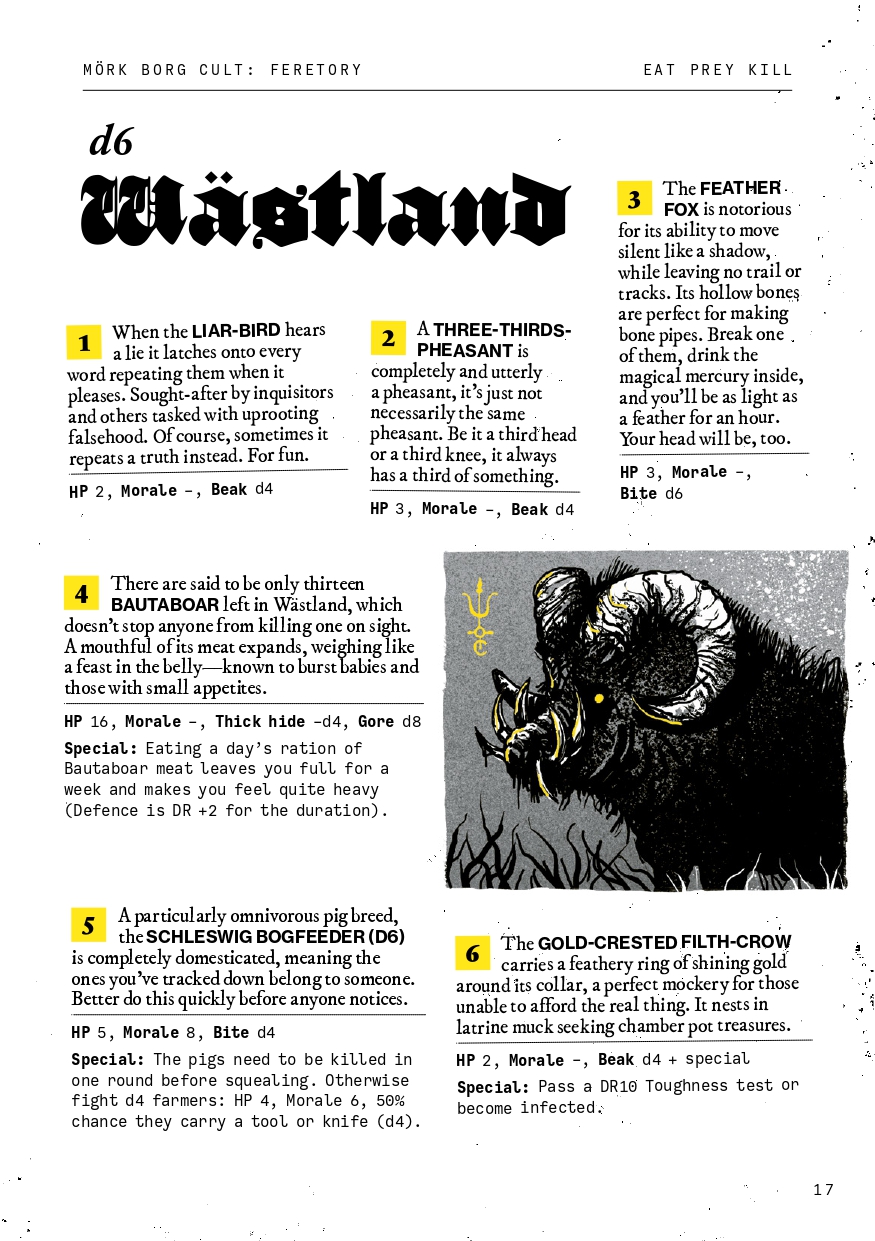 MÖRK BORG CULT: FERETORY
EAT PREY KILL
d6
Wästland
1
When the LIAR-BIRD hears
a lie it latches onto every
word repeating them when it
pleases. Sought-after by inquisitors
and others tasked with uprooting
falsehood. Of course, sometimes it
repeats a truth instead. For fun.
HP 2, Morale –, Beak d4
2
A THREE-THIRDS-
PHEASANT is
completely and utterly
a pheasant, it's just not
necessarily the same
pheasant. Be it a third head
or a third knee, it always
has a third of something.
HP 3, Morale –, Beak d4
3
The FEATHER
FOX is notorious
for its ability to move
silent like a shadow,
while leaving no trail or
tracks. Its hollow bones
are perfect for making
bone pipes. Break one
of them, drink the
magical mercury inside,
and you'll be as light as
a feather for an hour.
Your head will be, too.
HP 3, Morale –,
Bite d6
4
There are said to be only thirteen
BAUTABOAR left in Wästland, which
doesn't stop anyone from killing one on sight.
A mouthful of its meat expands, weighing like
a feast in the belly—known to burst babies and
those with small appetites.
HP 16, Morale –, Thick hide –d4, Gore d8
Special: Eating a day's ration of
Bautaboar meat leaves you full for a
week and makes you feel quite heavy
(Defence is DR +2 for the duration).
5
A particularly omnivorous pig breed,
the SCHLESWIG BOGFEEDER (D6)
is completely domesticated, meaning the
ones you've tracked down belong to someone.
Better do this quickly before anyone notices.
HP 5, Morale 8, Bite d4
Special: The pigs need to be killed in
one round before squealing. Otherwise
fight d4 farmers: HP 4, Morale 6, 50%
chance they carry a tool or knife (d4).
6
The GOLD-CRESTED FILTH-CROW
carries a feathery ring of shining gold
around its collar, a perfect mockery for those
unable to afford the real thing. It nests in
latrine muck seeking chamber pot treasures.
HP 2, Morale –, Beak d4 + special
Special: Pass a DR10 Toughness test or
become infected.
17